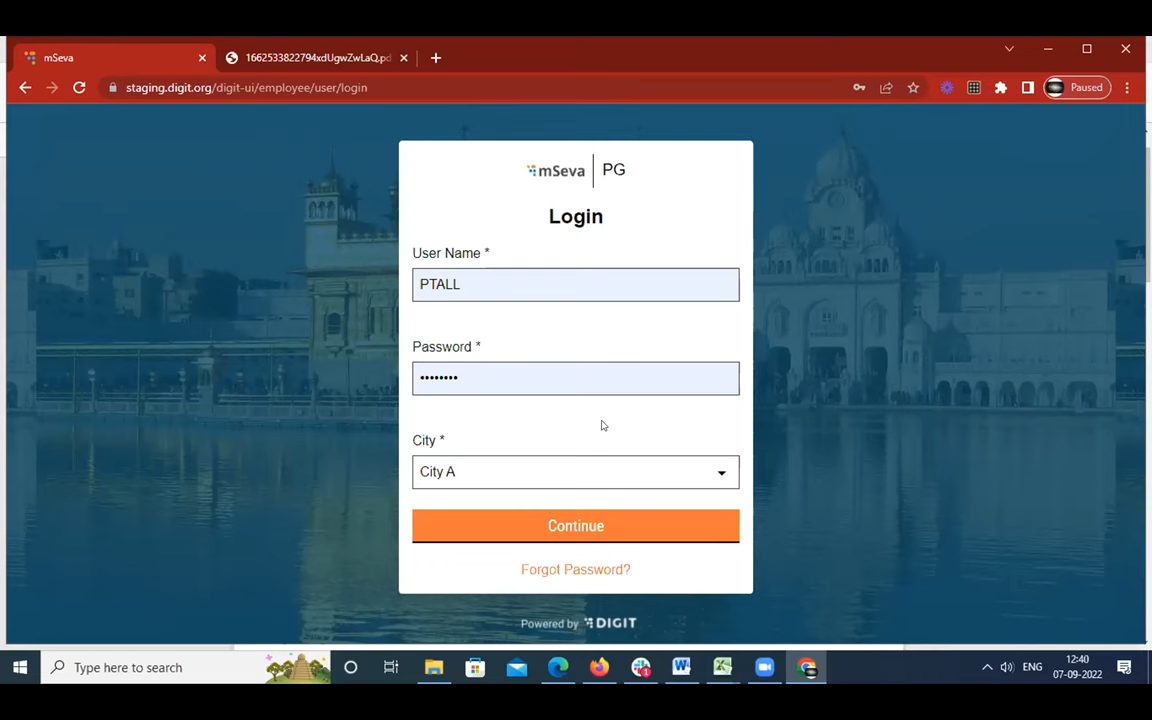 mSeva
1662533822794xdUgwZwLaQ.pd
staging.digit.org/digit-ui/employee/user/login
Paused
mSeva | PG
Login
User Name *
PTALL
Password *
••••••••
City *
City A
Continue
Forgot Password?
Powered by DIGIT
Type here to search
ENG
12:40
07-09-2022